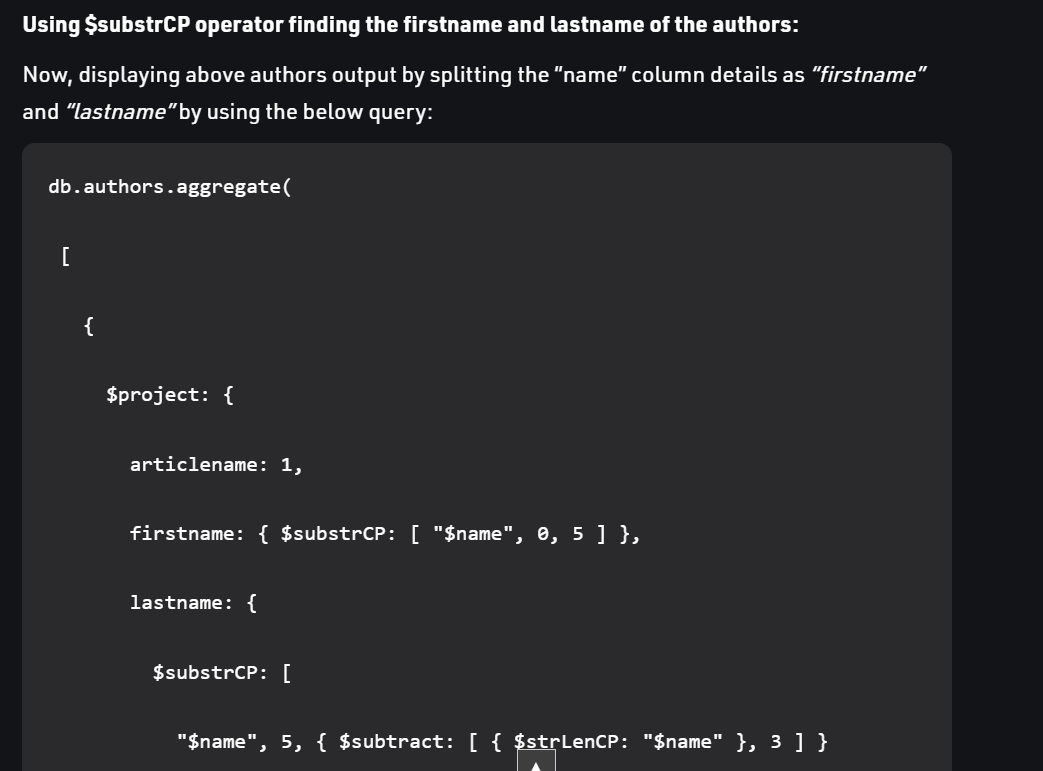 Using $substrCP operator finding the firstname and lastname of the authors:
Now, displaying above authors output by splitting the “name” column details as “firstname”
and “lastname” by using the below query:
db.authors.aggregate(
[
{
$project: {
articlename: 1,
firstname: { $substrCP: [ "$name", 0, 5 ] },
lastname: {
$substrCP: [
"$name", 5, { $subtract: [ { $strLenCP: "$name" }, 3 ] }